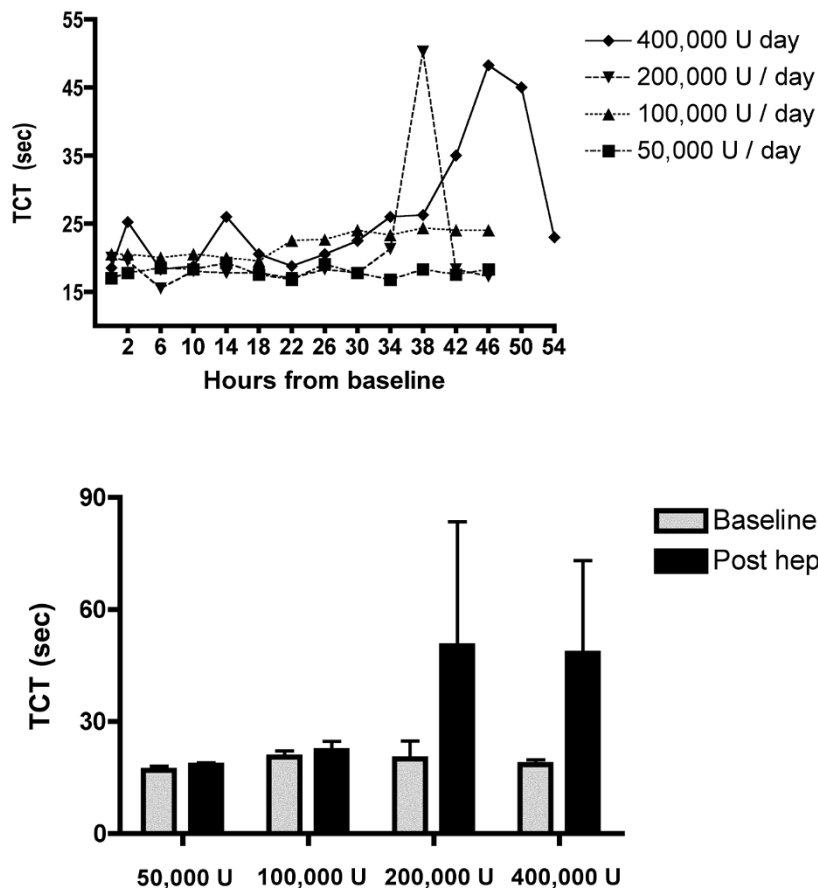 55
45
35
25
15
TCT (sec)
2 6 10 14 18 22 26 30 34 38 42 46 50 54
Hours from baseline
400,000 U day
200,000 U / day
100,000 U / day
50,000 U / day
90
60
30
0
TCT (sec)
50,000 U 100,000 U 200,000 U 400,000 U
Baseline
Post hep